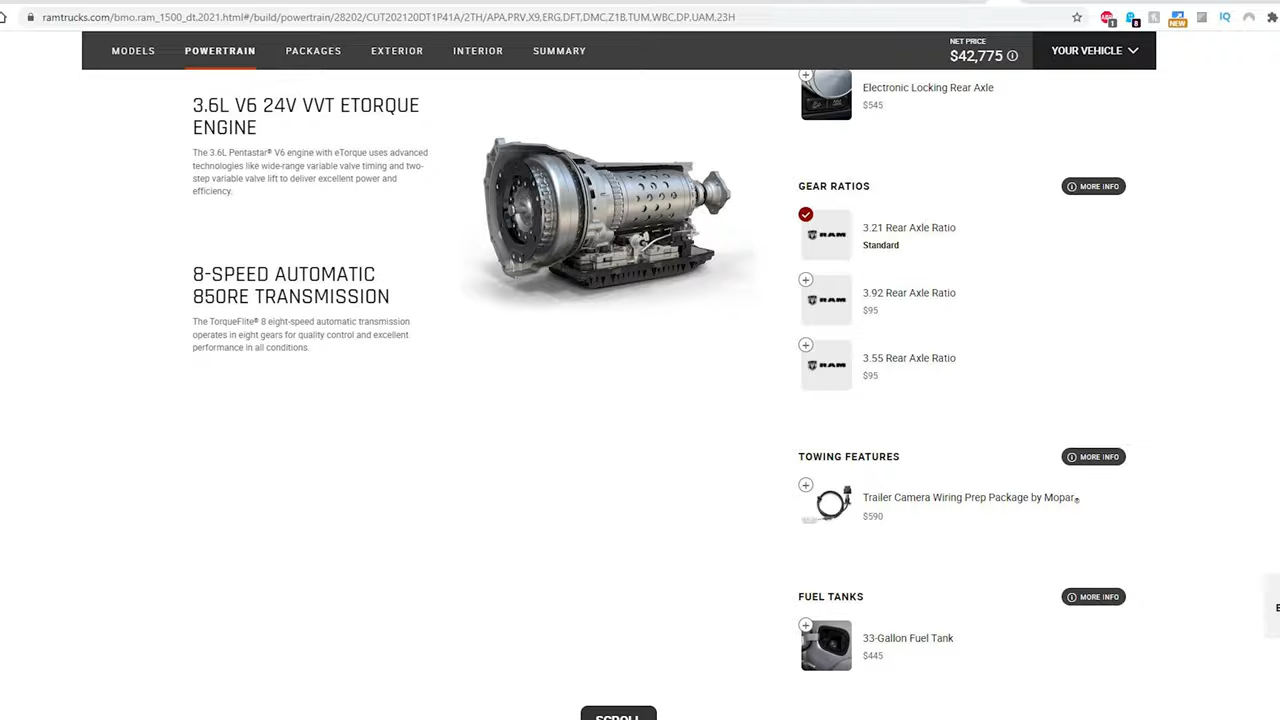 ramtrucks.com/bmo.ram_1500_dt.2021.html#/build/powertrain/28202/CUT202120DT1P41A/2TH/APA,PRV,X9,ERG,DFT,DMC,Z1B,TUM,WBC,DP,UAM,23H
1
8
NEW
IQ
MODELS
POWERTRAIN
PACKAGES
EXTERIOR
INTERIOR
SUMMARY
NET PRICE
$42,775
YOUR VEHICLE
3.6L V6 24V VVT ETORQUE
ENGINE
The 3.6L Pentastar® V6 engine with eTorque uses advanced
technologies like wide-range variable valve timing and two-
step variable valve lift to deliver excellent power and
efficiency.
8-SPEED AUTOMATIC
850RE TRANSMISSION
The TorqueFlite® 8 eight-speed automatic transmission
operates in eight gears for quality control and excellent
performance in all conditions.
Electronic Locking Rear Axle
$545
GEAR RATIOS
MORE INFO
RAM
3.21 Rear Axle Ratio
Standard
RAM
3.92 Rear Axle Ratio
$95
RAM
3.55 Rear Axle Ratio
$95
TOWING FEATURES
MORE INFO
Trailer Camera Wiring Prep Package by Mopar®
$590
FUEL TANKS
MORE INFO
33-Gallon Fuel Tank
$445
SCROLL